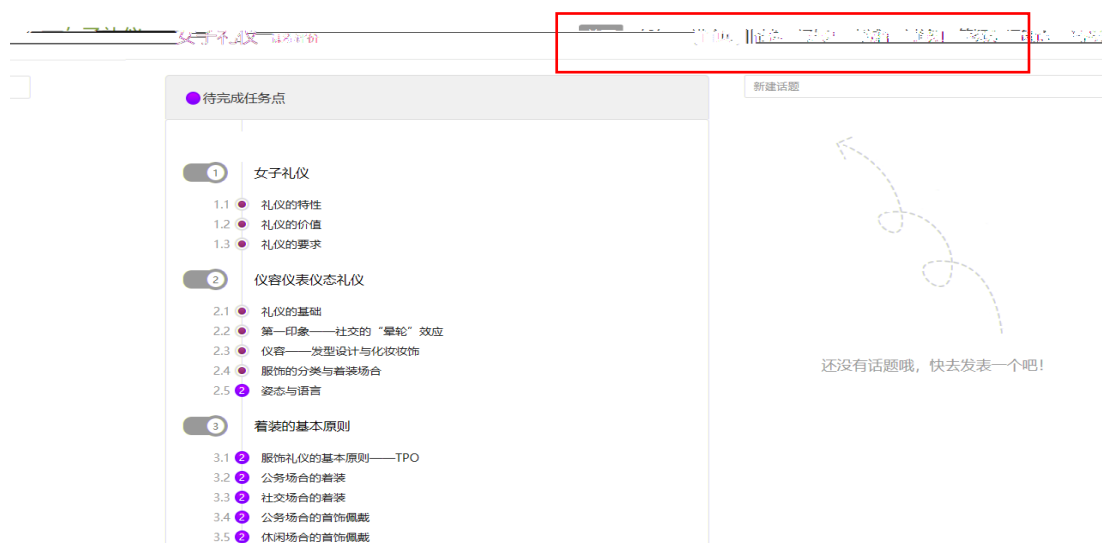 女子礼仪
待完成任务点
新建话题
1 女子礼仪
1.1 礼仪的特性
1.2 礼仪的价值
1.3 礼仪的要求
2 仪容仪表仪态礼仪
2.1 礼仪的基础
2.2 第一印象——社交的“晕轮”效应
2.3 仪容——发型设计与化妆妆饰
2.4 服饰的分类与着装场合
2.5 2 姿态与语言
3 着装的基本原则
3.1 2 服饰礼仪的基本原则——TPO
3.2 2 公务场合的着装
3.3 2 社交场合的着装
3.4 2 公务场合的首饰佩戴
3.5 2 休闲场合的首饰佩戴
还没有话题哦，快去发表一个吧！